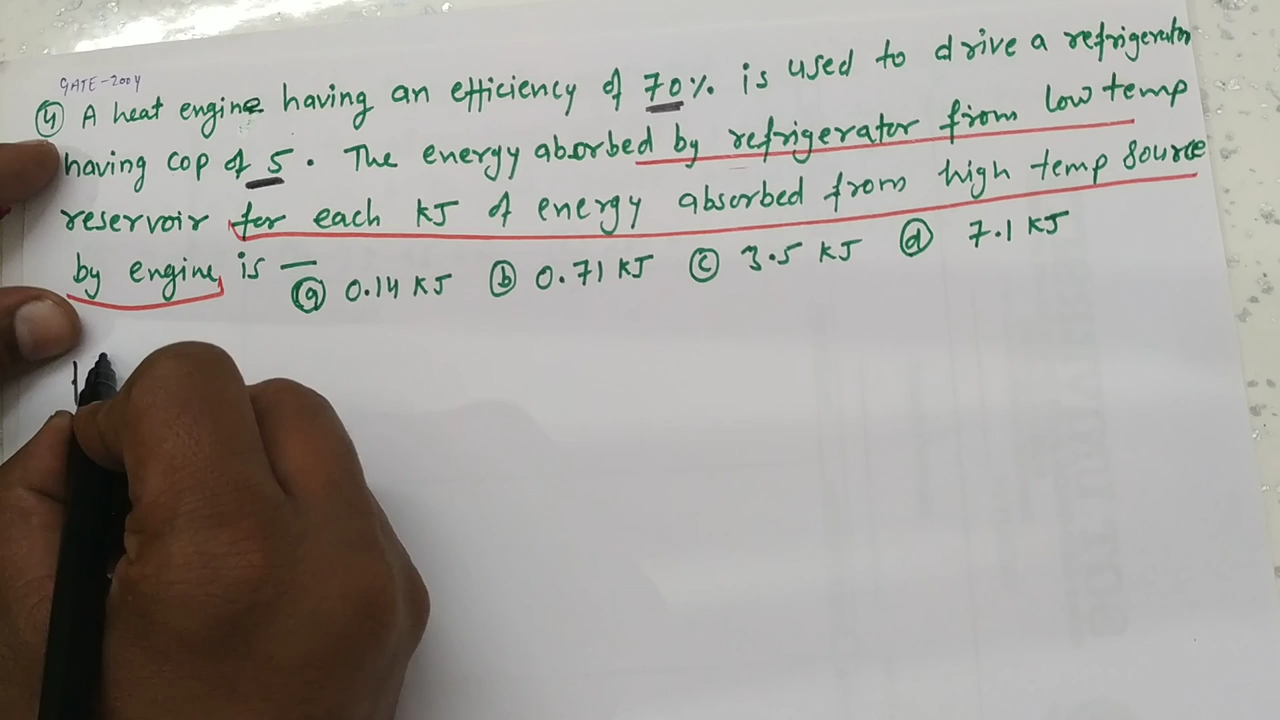 GATE-2004
④ A heat engine having an efficiency of 70% is used to drive a refrigerator
having cop of 5. The energy aborbed by refrigerator from low temp
reservoir for each KJ of energy absorbed from high temp source
by engine is —
ⓐ 0.14 KJ ⓑ 0.71 KJ ⓒ 3.5 KJ ⓓ 7.1 KJ